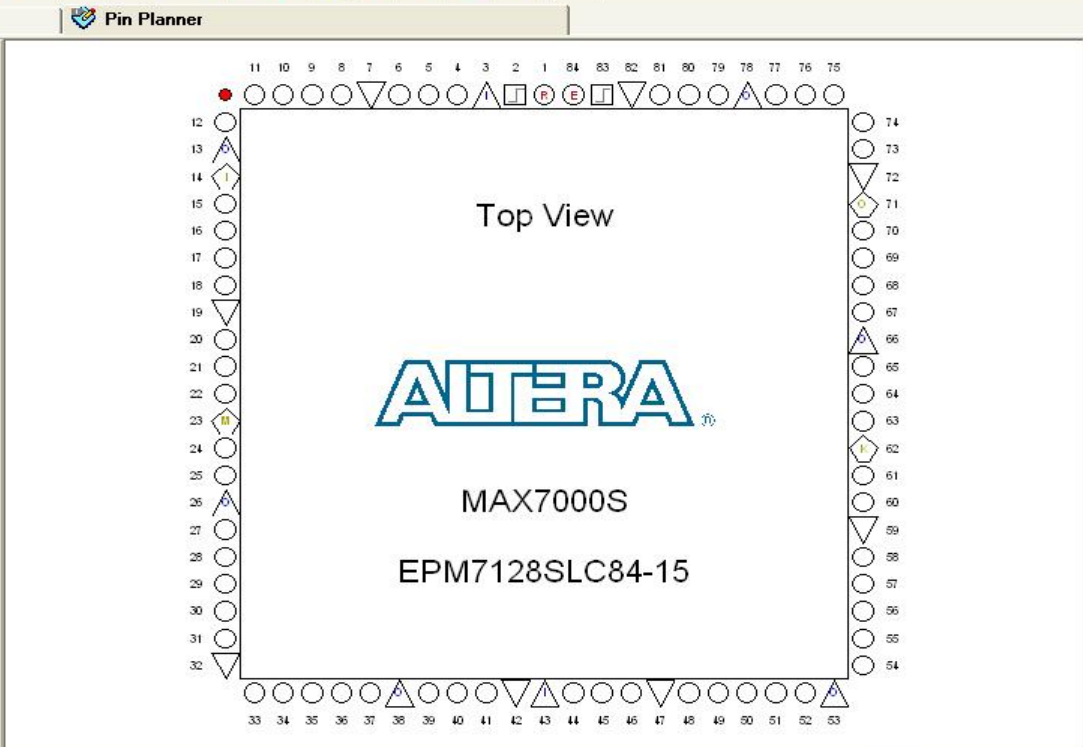 Pin Planner
11 10 9 8 7 6 5 4 3 2 1 84 83 82 81 80 79 78 77 76 75
I R E O
12 74
13 O 73
14 I 72
15 O 71
16 70
17 69
18 68
19 67
20 O 66
21 65
22 64
23 M 63
24 K 62
25 61
26 O 60
27 59
28 58
29 57
30 56
31 55
32 54
Top View
ALTERA®
MAX7000S
EPM7128SLC84-15
O I O
33 34 35 36 37 38 39 40 41 42 43 44 45 46 47 48 49 50 51 52 53